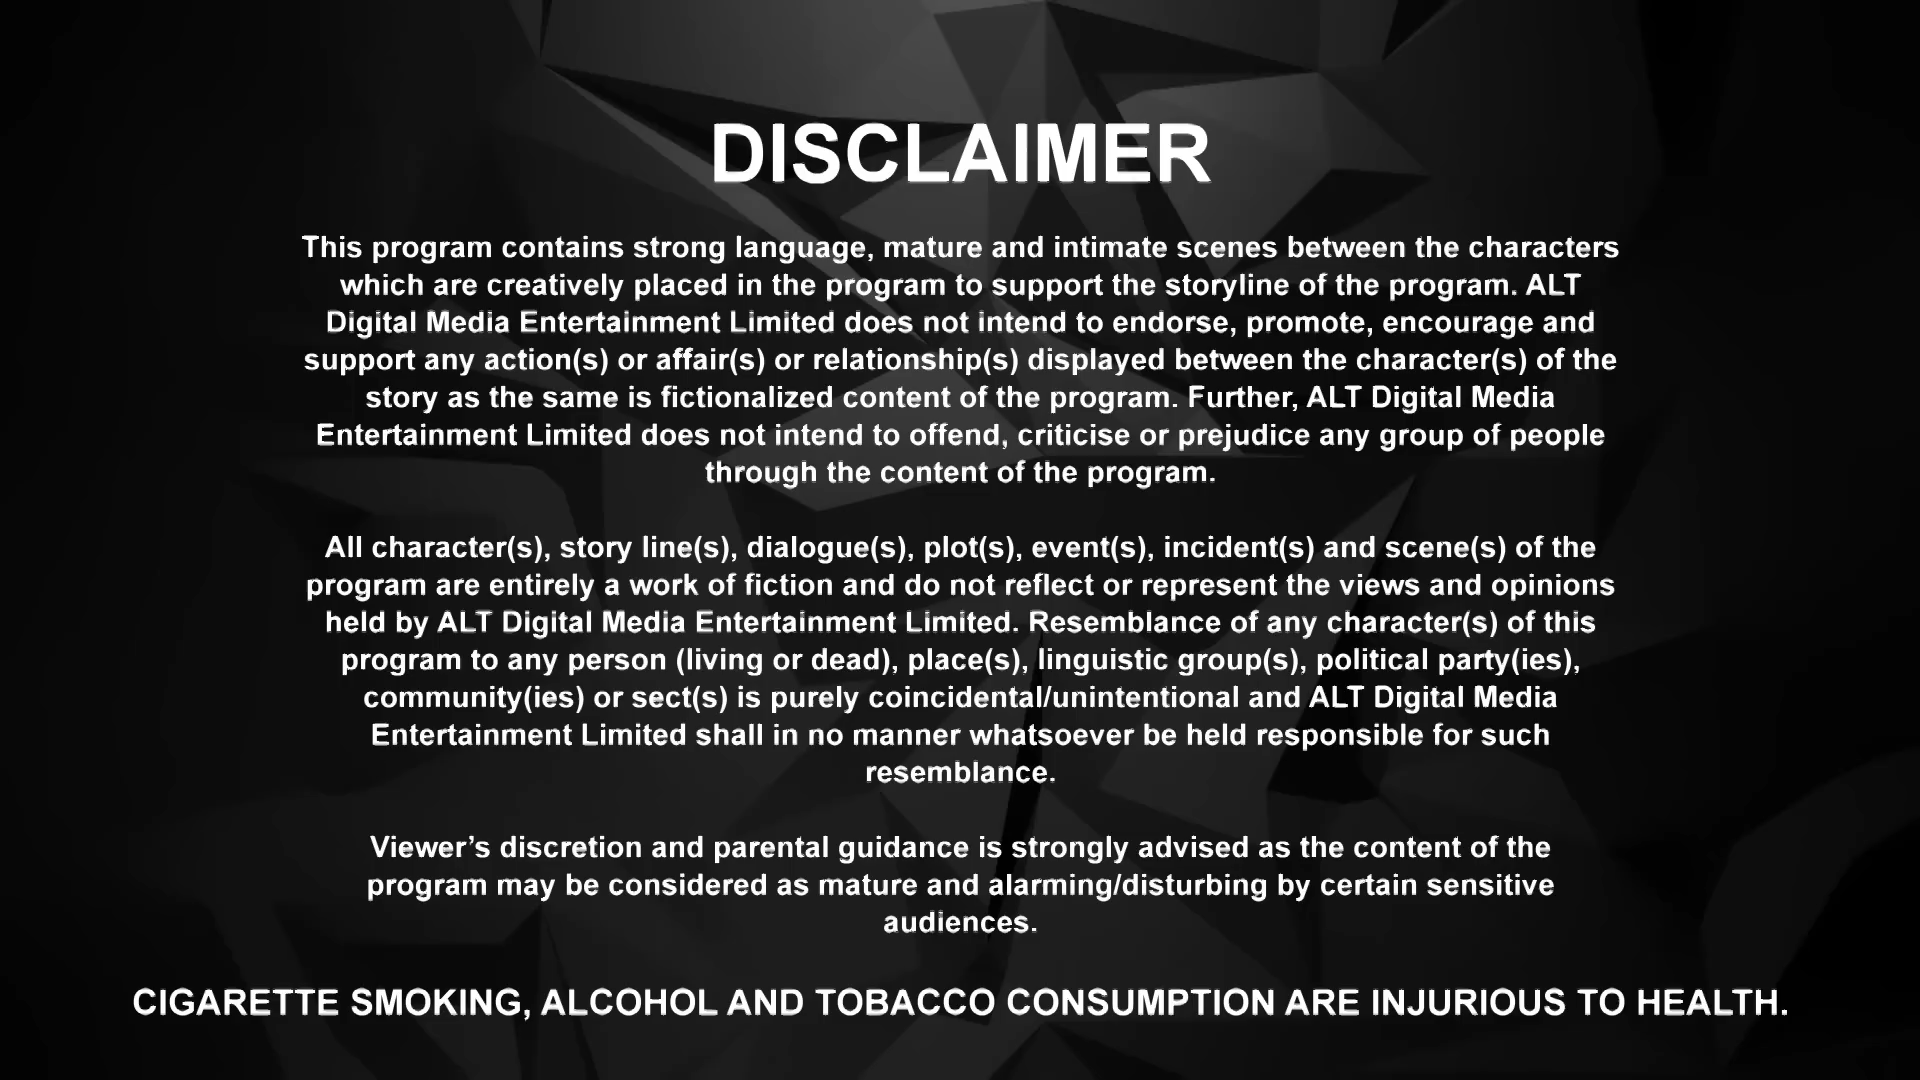 DISCLAIMER
This program contains strong language, mature and intimate scenes between the characters
which are creatively placed in the program to support the storyline of the program. ALT
Digital Media Entertainment Limited does not intend to endorse, promote, encourage and
support any action(s) or affair(s) or relationship(s) displayed between the character(s) of the
story as the same is fictionalized content of the program. Further, ALT Digital Media
Entertainment Limited does not intend to offend, criticise or prejudice any group of people
through the content of the program.
All character(s), story line(s), dialogue(s), plot(s), event(s), incident(s) and scene(s) of the
program are entirely a work of fiction and do not reflect or represent the views and opinions
held by ALT Digital Media Entertainment Limited. Resemblance of any character(s) of this
program to any person (living or dead), place(s), linguistic group(s), political party(ies),
community(ies) or sect(s) is purely coincidental/unintentional and ALT Digital Media
Entertainment Limited shall in no manner whatsoever be held responsible for such
resemblance.
Viewer’s discretion and parental guidance is strongly advised as the content of the
program may be considered as mature and alarming/disturbing by certain sensitive
audiences.
CIGARETTE SMOKING, ALCOHOL AND TOBACCO CONSUMPTION ARE INJURIOUS TO HEALTH.